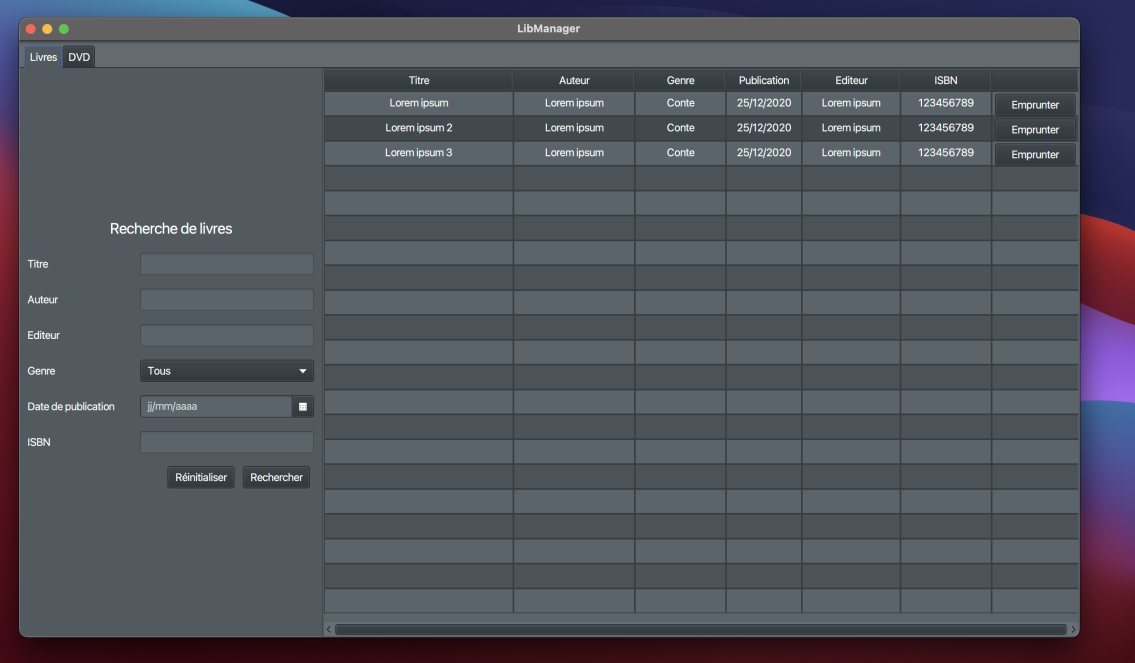 LibManager
Livres DVD
Titre Auteur Genre Publication Editeur ISBN
Lorem ipsum Lorem ipsum Conte 25/12/2020 Lorem ipsum 123456789 Emprunter
Lorem ipsum 2 Lorem ipsum Conte 25/12/2020 Lorem ipsum 123456789 Emprunter
Lorem ipsum 3 Lorem ipsum Conte 25/12/2020 Lorem ipsum 123456789 Emprunter
Recherche de livres
Titre
Auteur
Editeur
Genre Tous
Date de publication jj/mm/aaaa
ISBN
Réinitialiser Rechercher